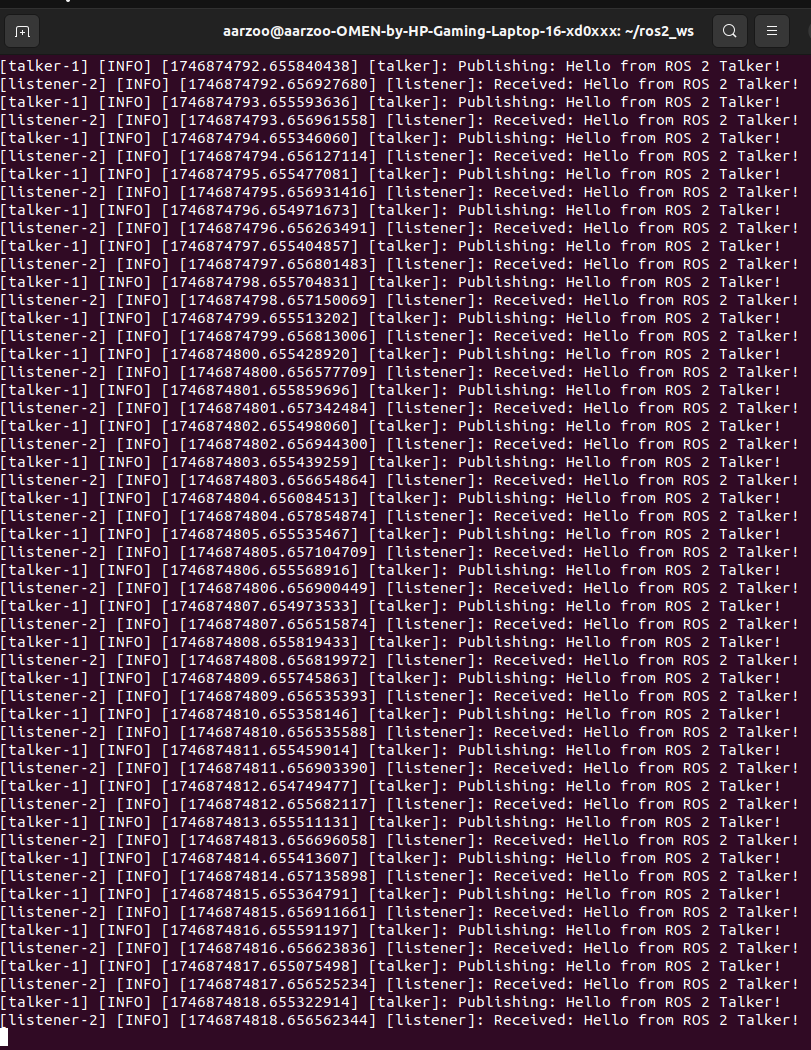 aarzoo@aarzoo-OMEN-by-HP-Gaming-Laptop-16-xd0xxx: ~/ros2_ws
[talker-1] [INFO] [1746874792.655840438] [talker]: Publishing: Hello from ROS 2 Talker!
[listener-2] [INFO] [1746874792.656927680] [listener]: Received: Hello from ROS 2 Talker!
[talker-1] [INFO] [1746874793.655593636] [talker]: Publishing: Hello from ROS 2 Talker!
[listener-2] [INFO] [1746874793.656961558] [listener]: Received: Hello from ROS 2 Talker!
[talker-1] [INFO] [1746874794.655346060] [talker]: Publishing: Hello from ROS 2 Talker!
[listener-2] [INFO] [1746874794.656127114] [listener]: Received: Hello from ROS 2 Talker!
[talker-1] [INFO] [1746874795.655477081] [talker]: Publishing: Hello from ROS 2 Talker!
[listener-2] [INFO] [1746874795.656931416] [listener]: Received: Hello from ROS 2 Talker!
[talker-1] [INFO] [1746874796.654971673] [talker]: Publishing: Hello from ROS 2 Talker!
[listener-2] [INFO] [1746874796.656263491] [listener]: Received: Hello from ROS 2 Talker!
[talker-1] [INFO] [1746874797.655404857] [talker]: Publishing: Hello from ROS 2 Talker!
[listener-2] [INFO] [1746874797.656801483] [listener]: Received: Hello from ROS 2 Talker!
[talker-1] [INFO] [1746874798.655704831] [talker]: Publishing: Hello from ROS 2 Talker!
[listener-2] [INFO] [1746874798.657150069] [listener]: Received: Hello from ROS 2 Talker!
[talker-1] [INFO] [1746874799.655513202] [talker]: Publishing: Hello from ROS 2 Talker!
[listener-2] [INFO] [1746874799.656813006] [listener]: Received: Hello from ROS 2 Talker!
[talker-1] [INFO] [1746874800.655428920] [talker]: Publishing: Hello from ROS 2 Talker!
[listener-2] [INFO] [1746874800.656577709] [listener]: Received: Hello from ROS 2 Talker!
[talker-1] [INFO] [1746874801.655859696] [talker]: Publishing: Hello from ROS 2 Talker!
[listener-2] [INFO] [1746874801.657342484] [listener]: Received: Hello from ROS 2 Talker!
[talker-1] [INFO] [1746874802.655498060] [talker]: Publishing: Hello from ROS 2 Talker!
[listener-2] [INFO] [1746874802.656944300] [listener]: Received: Hello from ROS 2 Talker!
[talker-1] [INFO] [1746874803.655439259] [talker]: Publishing: Hello from ROS 2 Talker!
[listener-2] [INFO] [1746874803.656654864] [listener]: Received: Hello from ROS 2 Talker!
[talker-1] [INFO] [1746874804.656084513] [talker]: Publishing: Hello from ROS 2 Talker!
[listener-2] [INFO] [1746874804.657854874] [listener]: Received: Hello from ROS 2 Talker!
[talker-1] [INFO] [1746874805.655535467] [talker]: Publishing: Hello from ROS 2 Talker!
[listener-2] [INFO] [1746874805.657104709] [listener]: Received: Hello from ROS 2 Talker!
[talker-1] [INFO] [1746874806.655568916] [talker]: Publishing: Hello from ROS 2 Talker!
[listener-2] [INFO] [1746874806.656900449] [listener]: Received: Hello from ROS 2 Talker!
[talker-1] [INFO] [1746874807.654973533] [talker]: Publishing: Hello from ROS 2 Talker!
[listener-2] [INFO] [1746874807.656515874] [listener]: Received: Hello from ROS 2 Talker!
[talker-1] [INFO] [1746874808.655819433] [talker]: Publishing: Hello from ROS 2 Talker!
[listener-2] [INFO] [1746874808.656819972] [listener]: Received: Hello from ROS 2 Talker!
[talker-1] [INFO] [1746874809.655745863] [talker]: Publishing: Hello from ROS 2 Talker!
[listener-2] [INFO] [1746874809.656535393] [listener]: Received: Hello from ROS 2 Talker!
[talker-1] [INFO] [1746874810.655358146] [talker]: Publishing: Hello from ROS 2 Talker!
[listener-2] [INFO] [1746874810.656535588] [listener]: Received: Hello from ROS 2 Talker!
[talker-1] [INFO] [1746874811.655459014] [talker]: Publishing: Hello from ROS 2 Talker!
[listener-2] [INFO] [1746874811.656903390] [listener]: Received: Hello from ROS 2 Talker!
[talker-1] [INFO] [1746874812.654749477] [talker]: Publishing: Hello from ROS 2 Talker!
[listener-2] [INFO] [1746874812.655682117] [listener]: Received: Hello from ROS 2 Talker!
[talker-1] [INFO] [1746874813.655511131] [talker]: Publishing: Hello from ROS 2 Talker!
[listener-2] [INFO] [1746874813.656696058] [listener]: Received: Hello from ROS 2 Talker!
[talker-1] [INFO] [1746874814.655413607] [talker]: Publishing: Hello from ROS 2 Talker!
[listener-2] [INFO] [1746874814.657135898] [listener]: Received: Hello from ROS 2 Talker!
[talker-1] [INFO] [1746874815.655364791] [talker]: Publishing: Hello from ROS 2 Talker!
[listener-2] [INFO] [1746874815.656911661] [listener]: Received: Hello from ROS 2 Talker!
[talker-1] [INFO] [1746874816.655591197] [talker]: Publishing: Hello from ROS 2 Talker!
[listener-2] [INFO] [1746874816.656623836] [listener]: Received: Hello from ROS 2 Talker!
[talker-1] [INFO] [1746874817.655075498] [talker]: Publishing: Hello from ROS 2 Talker!
[listener-2] [INFO] [1746874817.656525234] [listener]: Received: Hello from ROS 2 Talker!
[talker-1] [INFO] [1746874818.655322914] [talker]: Publishing: Hello from ROS 2 Talker!
[listener-2] [INFO] [1746874818.656562344] [listener]: Received: Hello from ROS 2 Talker!